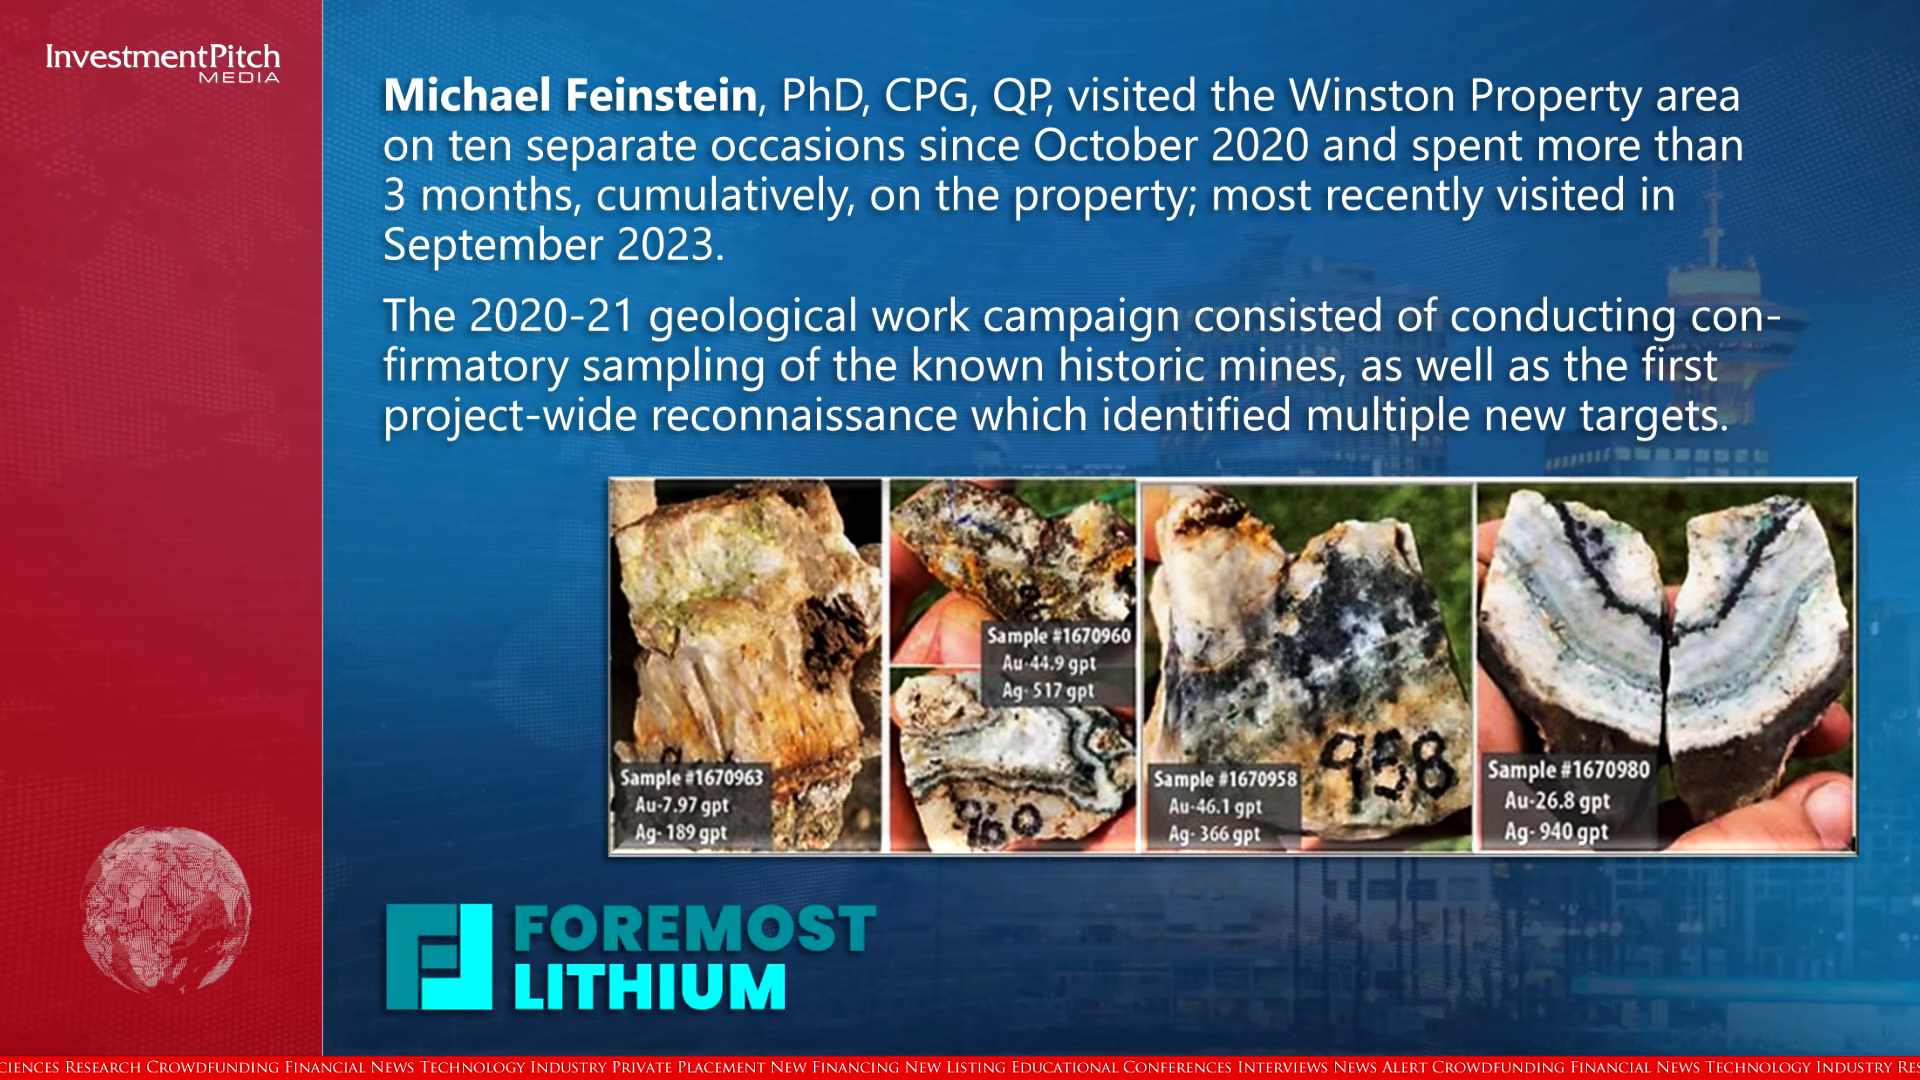 InvestmentPitch
MEDIA
Michael Feinstein, PhD, CPG, QP, visited the Winston Property area
on ten separate occasions since October 2020 and spent more than
3 months, cumulatively, on the property; most recently visited in
September 2023.
The 2020-21 geological work campaign consisted of conducting con-
firmatory sampling of the known historic mines, as well as the first
project-wide reconnaissance which identified multiple new targets.
Sample #1670963
Au-7.97 gpt
Ag- 189 gpt
Sample #1670960
Au-44.9 gpt
Ag- 517 gpt
960
Sample #1670958
Au-46.1 gpt
Ag- 366 gpt
958
Sample #1670980
Au-26.8 gpt
Ag- 940 gpt
FOREMOST
LITHIUM
CIENCES RESEARCH CROWDFUNDING FINANCIAL NEWS TECHNOLOGY INDUSTRY PRIVATE PLACEMENT NEW FINANCING NEW LISTING EDUCATIONAL CONFERENCES INTERVIEWS NEWS ALERT CROWDFUNDING FINANCIAL NEWS TECHNOLOGY INDUSTRY RES